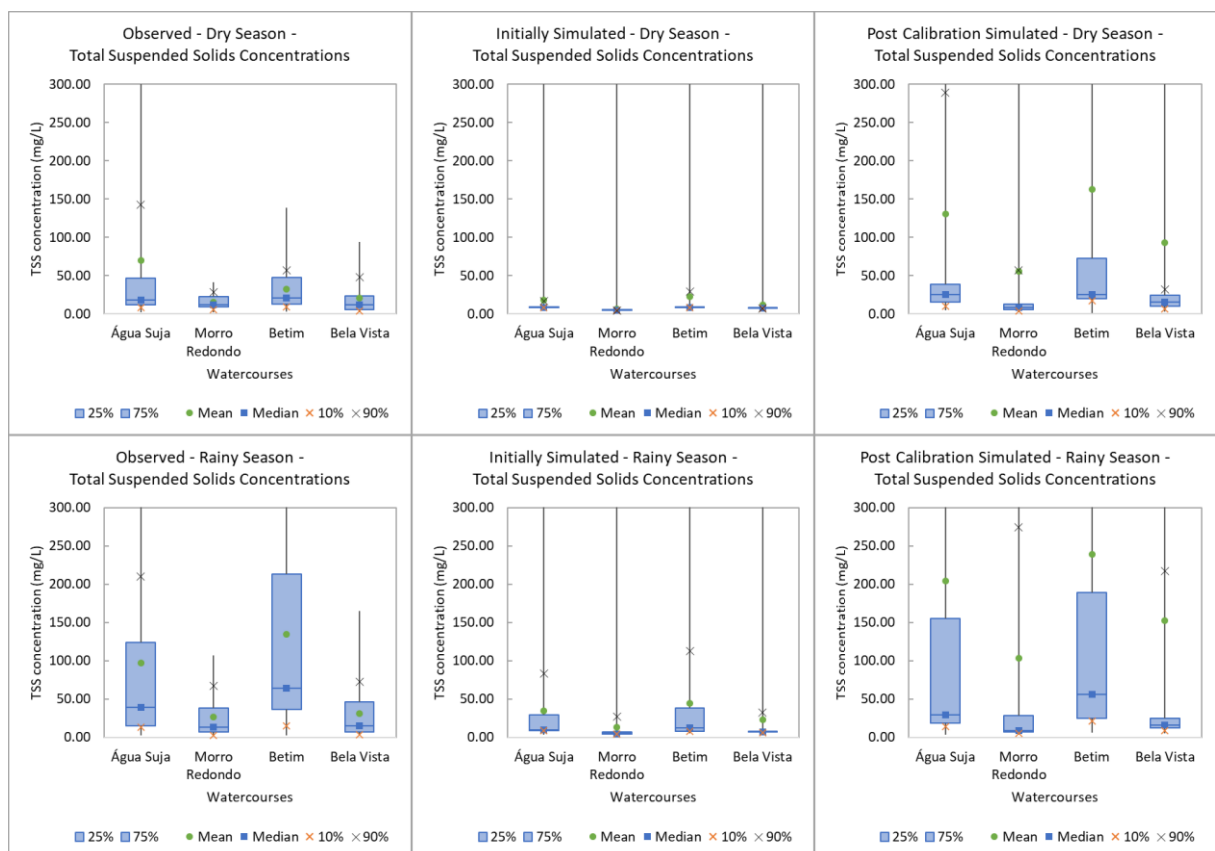 Observed - Dry Season -
Total Suspended Solids Concentrations
300.00
250.00
200.00
150.00
100.00
50.00
0.00
TSS concentration (mg/L)
Água Suja Morro Redondo Betim Bela Vista
Watercourses
25% 75% Mean Median 10% 90%
Initially Simulated - Dry Season -
Total Suspended Solids Concentrations
300.00
250.00
200.00
150.00
100.00
50.00
0.00
TSS concentration (mg/L)
Água Suja Morro Redondo Betim Bela Vista
Watercourses
25% 75% Mean Median 10% 90%
Post Calibration Simulated - Dry Season -
Total Suspended Solids Concentrations
300.00
250.00
200.00
150.00
100.00
50.00
0.00
TSS concentration (mg/L)
Água Suja Morro Redondo Betim Bela Vista
Watercourses
25% 75% Mean Median 10% 90%
Observed - Rainy Season -
Total Suspended Solids Concentrations
300.00
250.00
200.00
150.00
100.00
50.00
0.00
TSS concentration (mg/L)
Água Suja Morro Redondo Betim Bela Vista
Watercourses
25% 75% Mean Median 10% 90%
Initially Simulated - Rainy Season -
Total Suspended Solids Concentrations
300.00
250.00
200.00
150.00
100.00
50.00
0.00
TSS concentration (mg/L)
Água Suja Morro Redondo Betim Bela Vista
Watercourses
25% 75% Mean Median 10% 90%
Post Calibration Simulated - Rainy Season -
Total Suspended Solids Concentrations
300.00
250.00
200.00
150.00
100.00
50.00
0.00
TSS concentration (mg/L)
Água Suja Morro Redondo Betim Bela Vista
Watercourses
25% 75% Mean Median 10% 90%